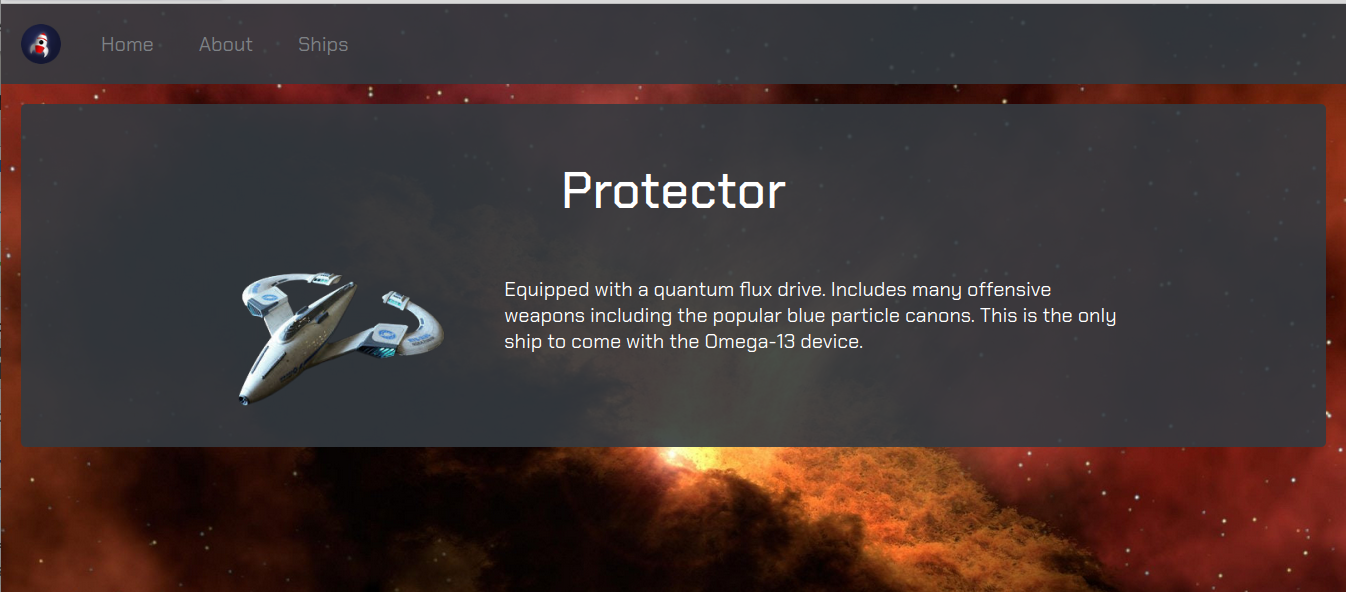 Home About Ships
Protector
Equipped with a quantum flux drive. Includes many offensive
weapons including the popular blue particle canons. This is the only
ship to come with the Omega-13 device.